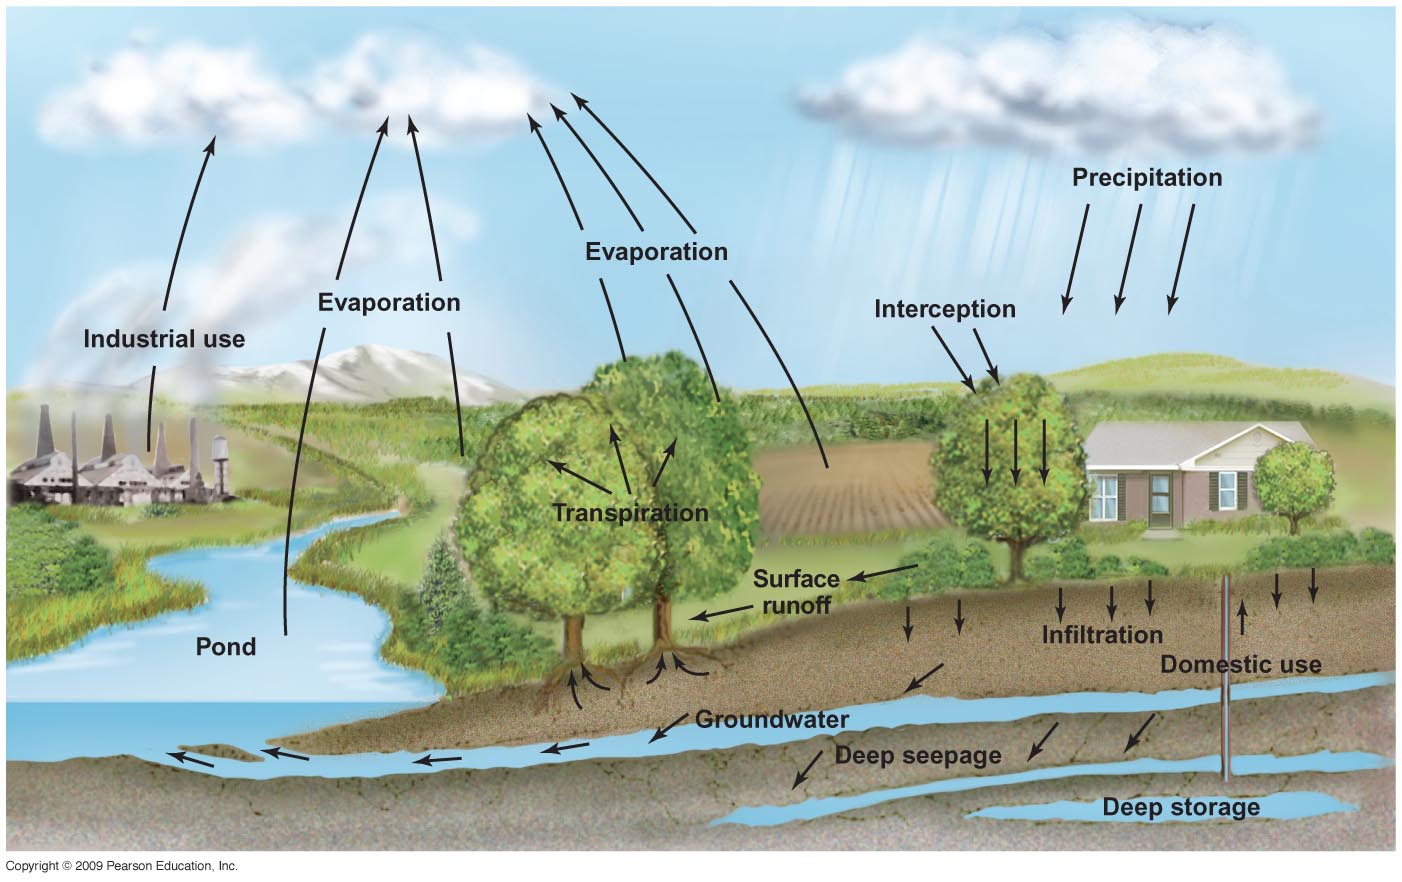 Precipitation
Evaporation
Evaporation
Interception
Industrial use
Transpiration
Surface
runoff
Infiltration
Pond
Domestic use
Groundwater
Deep seepage
Deep storage
Copyright © 2009 Pearson Education, Inc.